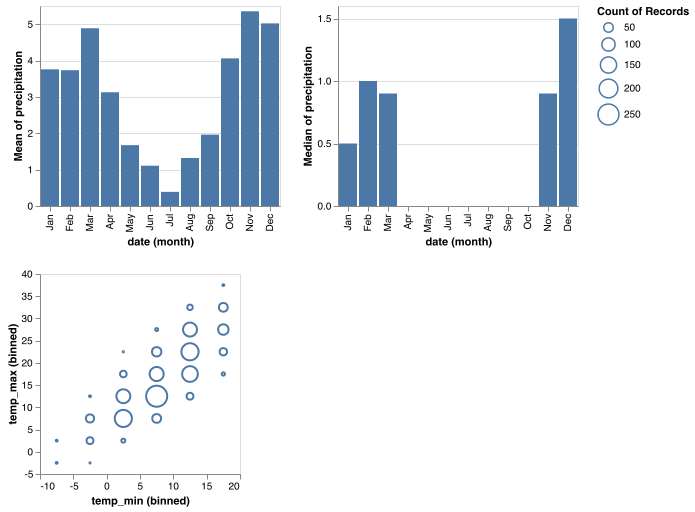 Mean of precipitation
5
4
3
2
1
0
Jan Feb Mar Apr May Jun Jul Aug Sep Oct Nov Dec
date (month)
Median of precipitation
1.5
1.0
0.5
0.0
Jan Feb Mar Apr May Jun Jul Aug Sep Oct Nov Dec
date (month)
Count of Records
50
100
150
200
250
temp_max (binned)
40
35
30
25
20
15
10
5
0
-5
-10 -5 0 5 10 15 20
temp_min (binned)